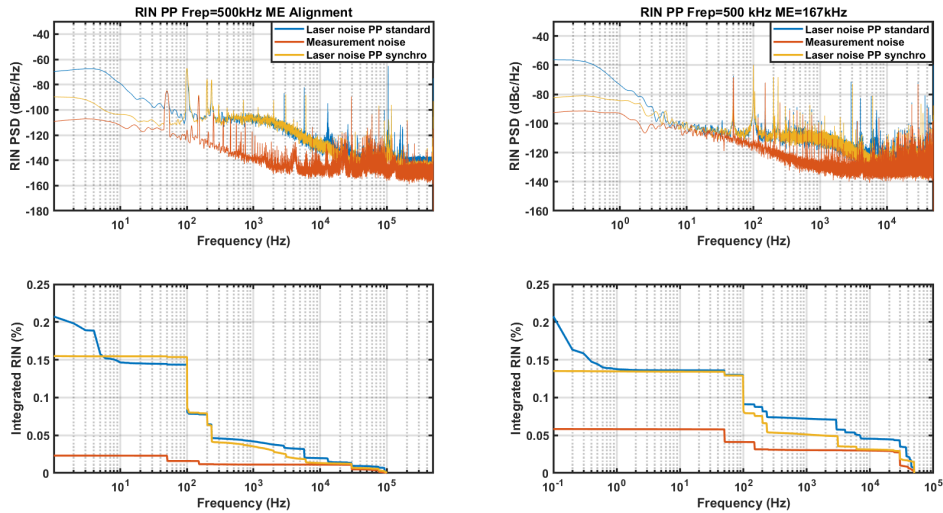 RIN PP Frep=500kHz ME Alignment
-40
-60
-80
-100
-120
-140
-160
-180
RIN PSD (dBc/Hz)
Laser noise PP standard
Measurement noise
Laser noise PP synchro
10^1 10^2 10^3 10^4 10^5
Frequency (Hz)
RIN PP Frep=500 kHz ME=167kHz
-40
-60
-80
-100
-120
-140
-160
RIN PSD (dBc/Hz)
Laser noise PP standard
Measurement noise
Laser noise PP synchro
10^0 10^1 10^2 10^3 10^4
Frequency (Hz)
0.25
0.2
0.15
0.1
0.05
0
Integrated RIN (%)
10^1 10^2 10^3 10^4 10^5
Frequency (Hz)
0.25
0.2
0.15
0.1
0.05
0
Integrated RIN (%)
10^-1 10^0 10^1 10^2 10^3 10^4 10^5
Frequency (Hz)